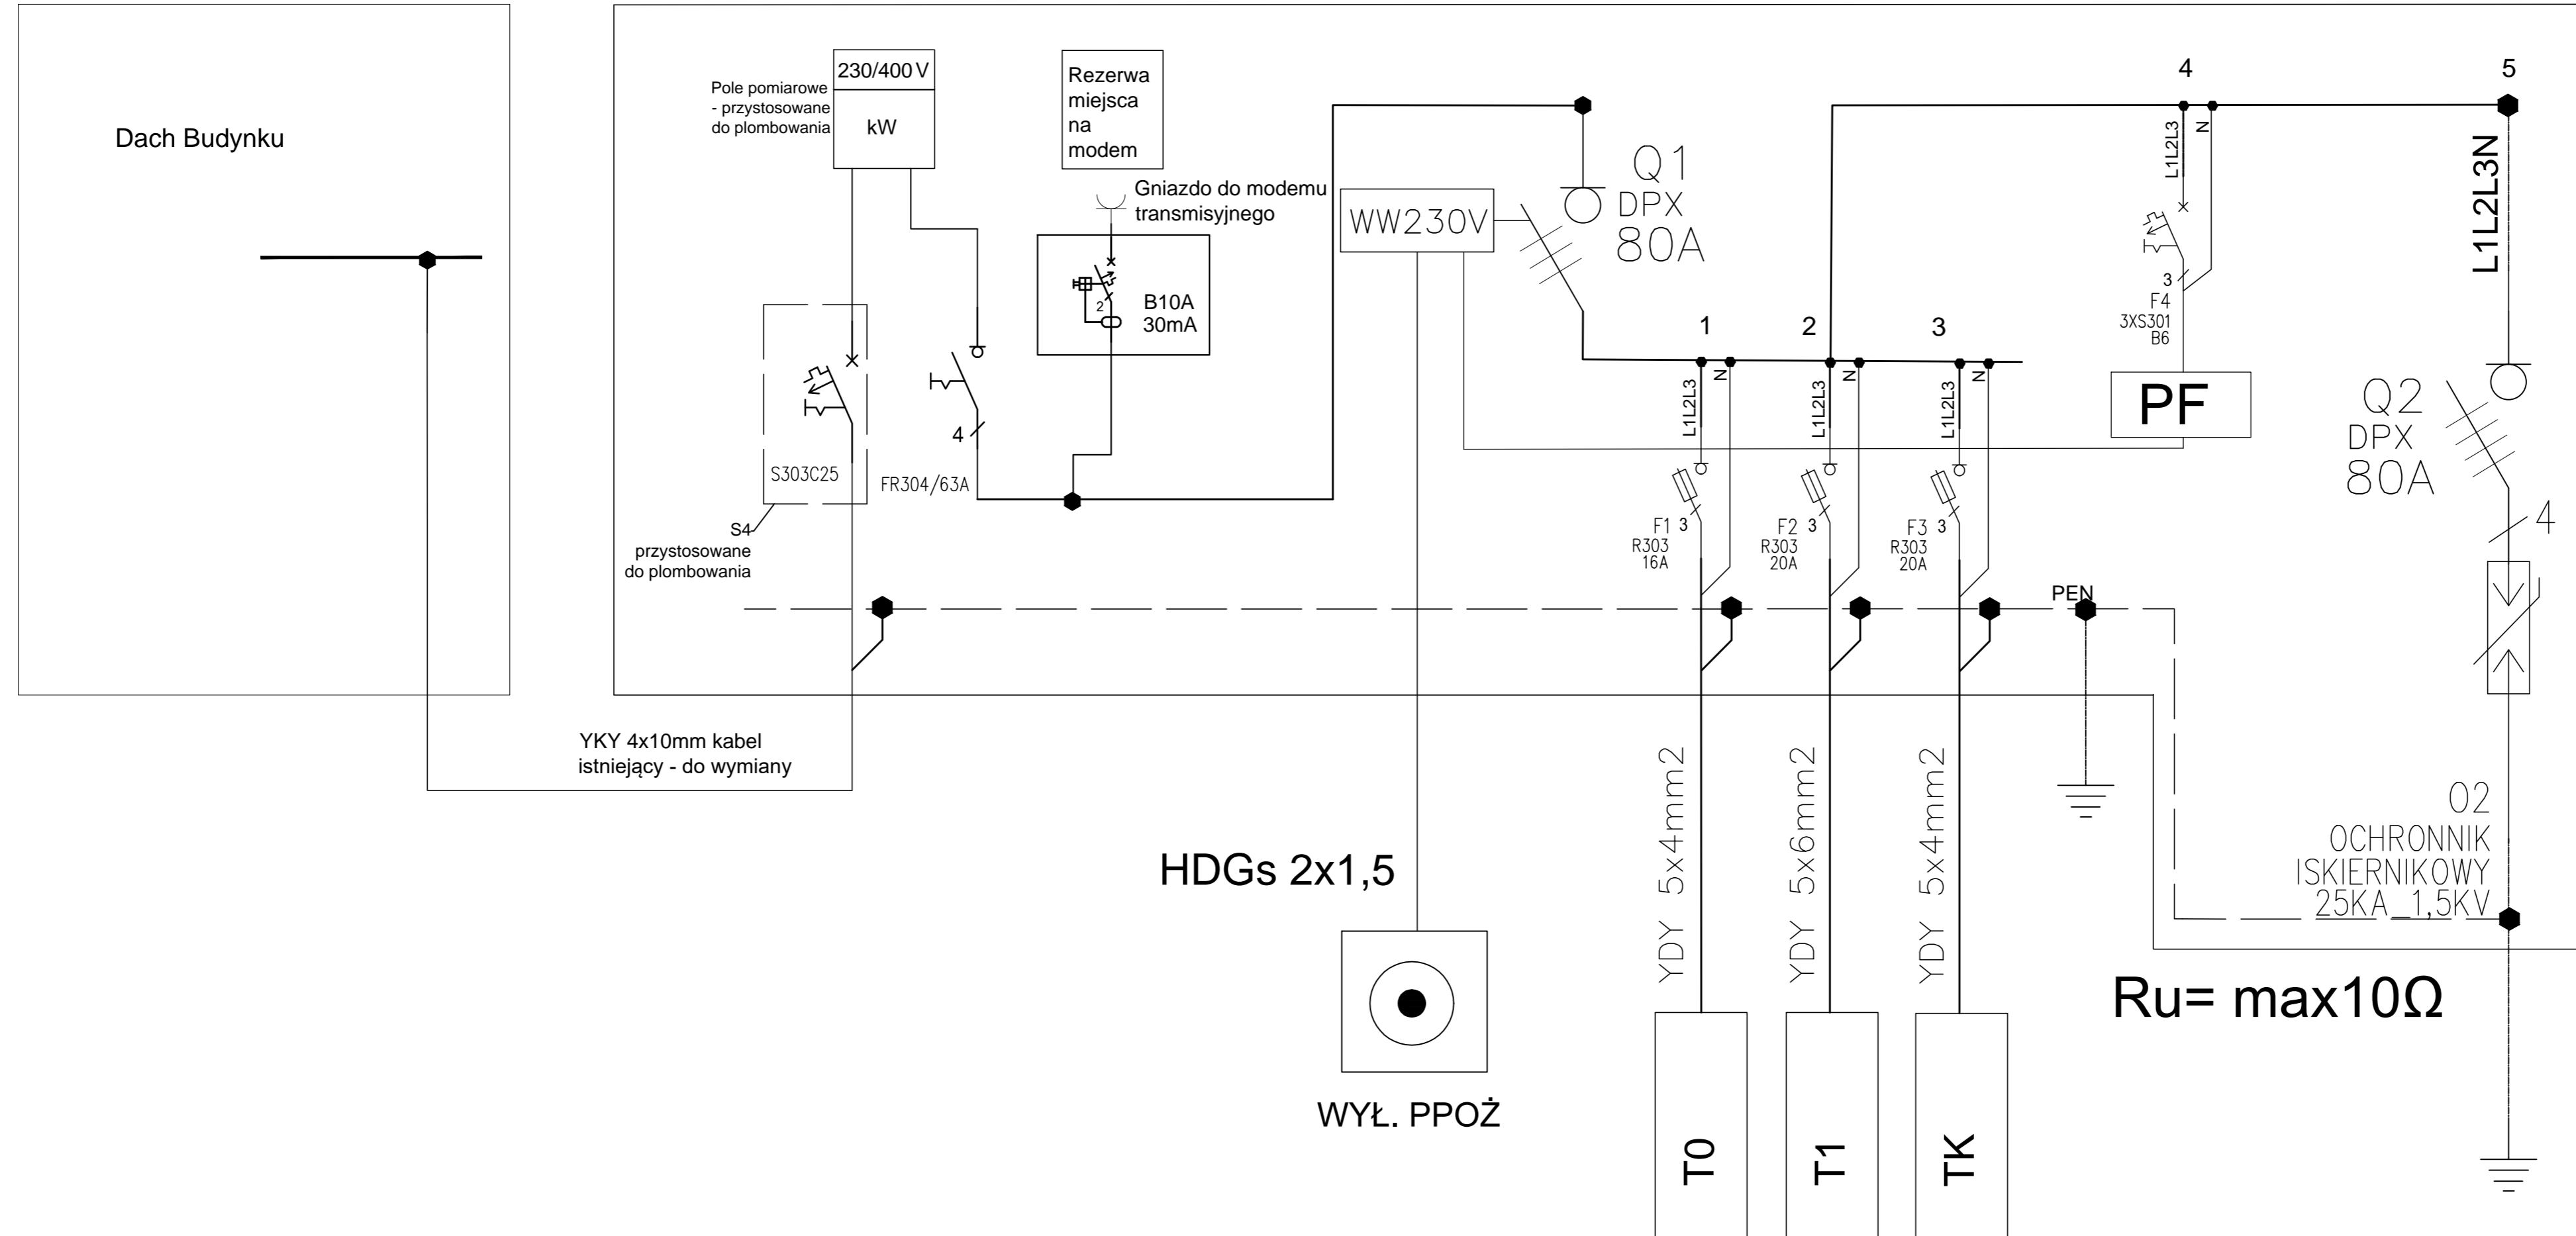 Dach Budynku
Pole pomiarowe
- przystosowane
do plombowania
230/400 V
kW
Rezerwa
miejsca
na
modem
Gniazdo do modemu
transmisyjnego
B10A
30mA
2
S303C25
S4
przystosowane
do plombowania
4
FR304/63A
YKY 4x10mm kabel
istniejący - do wymiany
WW230V
Q1
DPX
80A
1
2
3
4
5
L1L2L3
N
L1L2L3
N
L1L2L3
N
L1L2L3
N
L1L2L3N
F1
3
R303
16A
F2
3
R303
20A
F3
3
R303
20A
3
F4
3XS301
B6
PF
Q2
DPX
80A
4
PEN
YDY 5x4mm2
YDY 5x6mm2
YDY 5x4mm2
O2
OCHRONNIK
ISKIERNIKOWY
25KA_1,5KV
HDGs 2x1,5
WYŁ. PPOŻ
Ru= max10Ω
T0
T1
TK